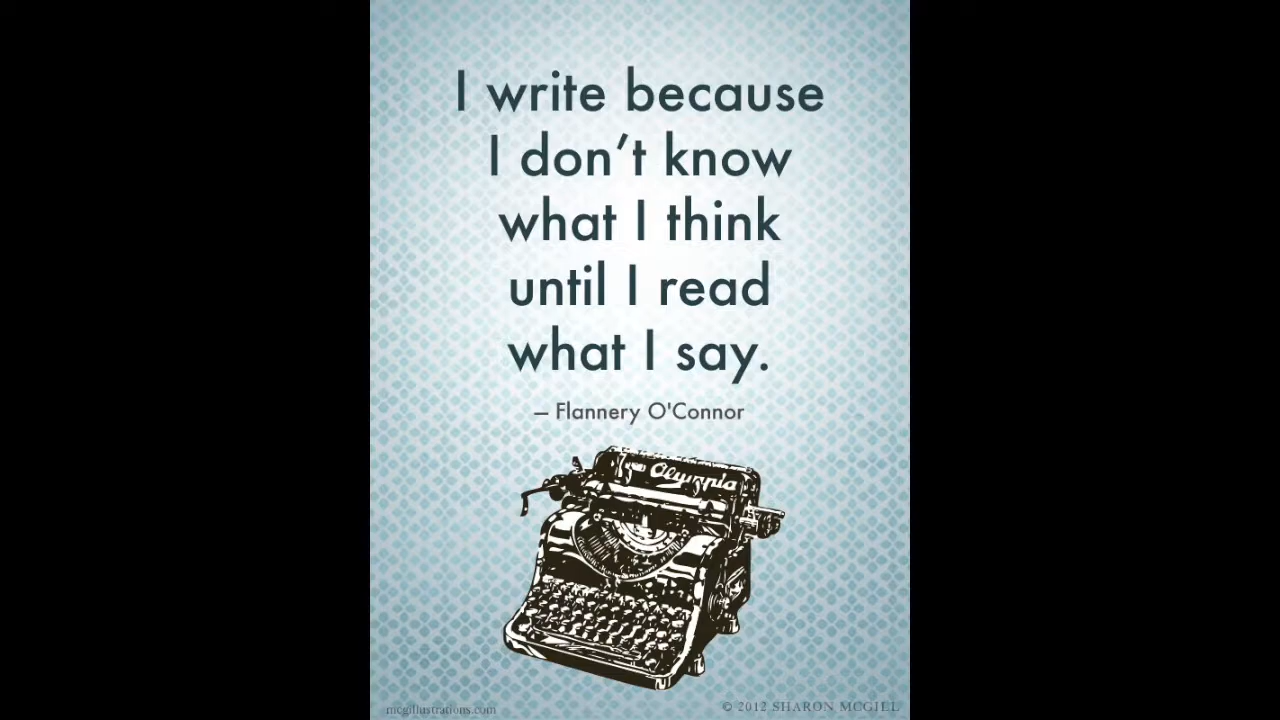 I write because
I don’t know
what I think
until I read
what I say.
– Flannery O'Connor
Olympia
mcgillustrations.com
© 2012 SHARON MCGILL